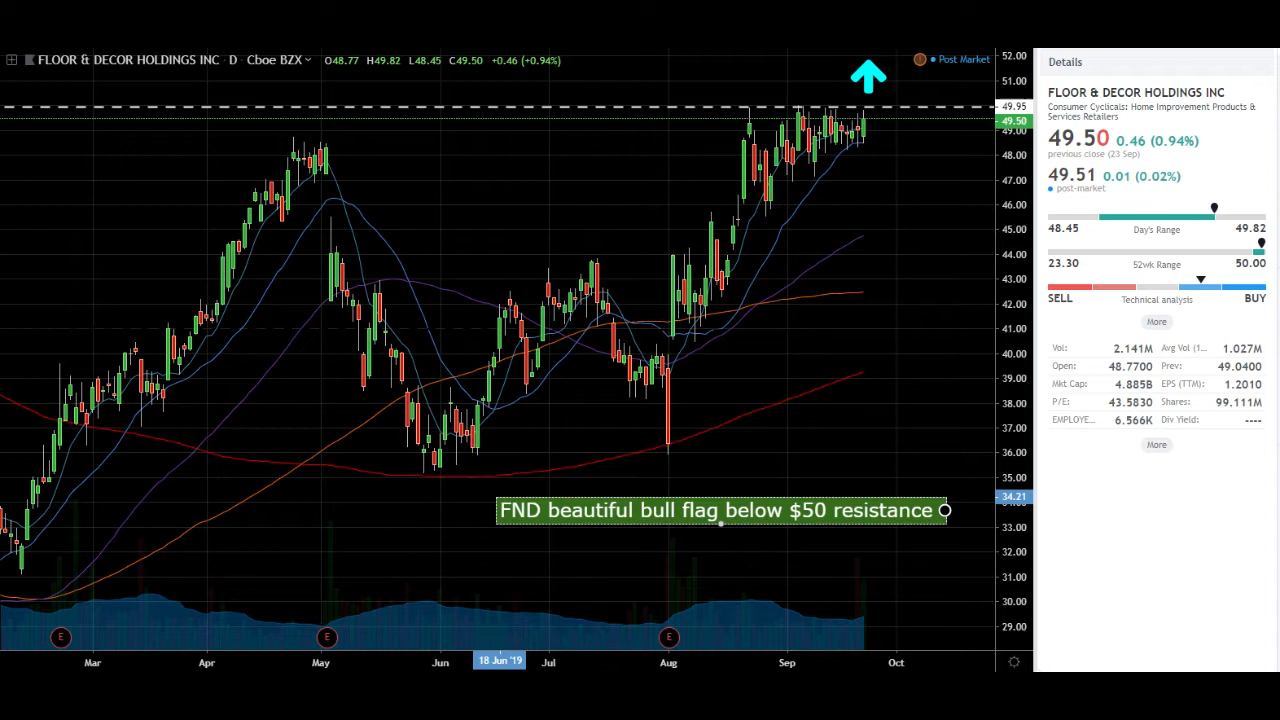 FLOOR & DECOR HOLDINGS INC · D · Cboe BZX O48.77 H49.82 L48.45 C49.50 +0.46 (+0.94%)
Post Market
52.00
51.00
49.95
49.50
49.00
48.00
47.00
46.00
45.00
44.00
43.00
42.00
41.00
40.00
39.00
38.00
37.00
36.00
35.00
34.21
33.00
32.00
31.00
30.00
29.00
FND beautiful bull flag below $50 resistance
E E E
Mar Apr May Jun 18 Jun '19 Jul Aug Sep Oct
Details
FLOOR & DECOR HOLDINGS INC
Consumer Cyclicals: Home Improvement Products &
Services Retailers
49.50 0.46 (0.94%)
previous close (23 Sep)
49.51 0.01 (0.02%)
post-market
48.45 Day's Range 49.82
23.30 52wk Range 50.00
SELL Technical analysis BUY
More
Vol: 2.141M Avg Vol (1... 1.027M
Open: 48.7700 Prev: 49.0400
Mkt Cap: 4.885B EPS (TTM): 1.2010
P/E: 43.5830 Shares: 99.111M
EMPLOYE... 6.566K Div Yield: ----
More